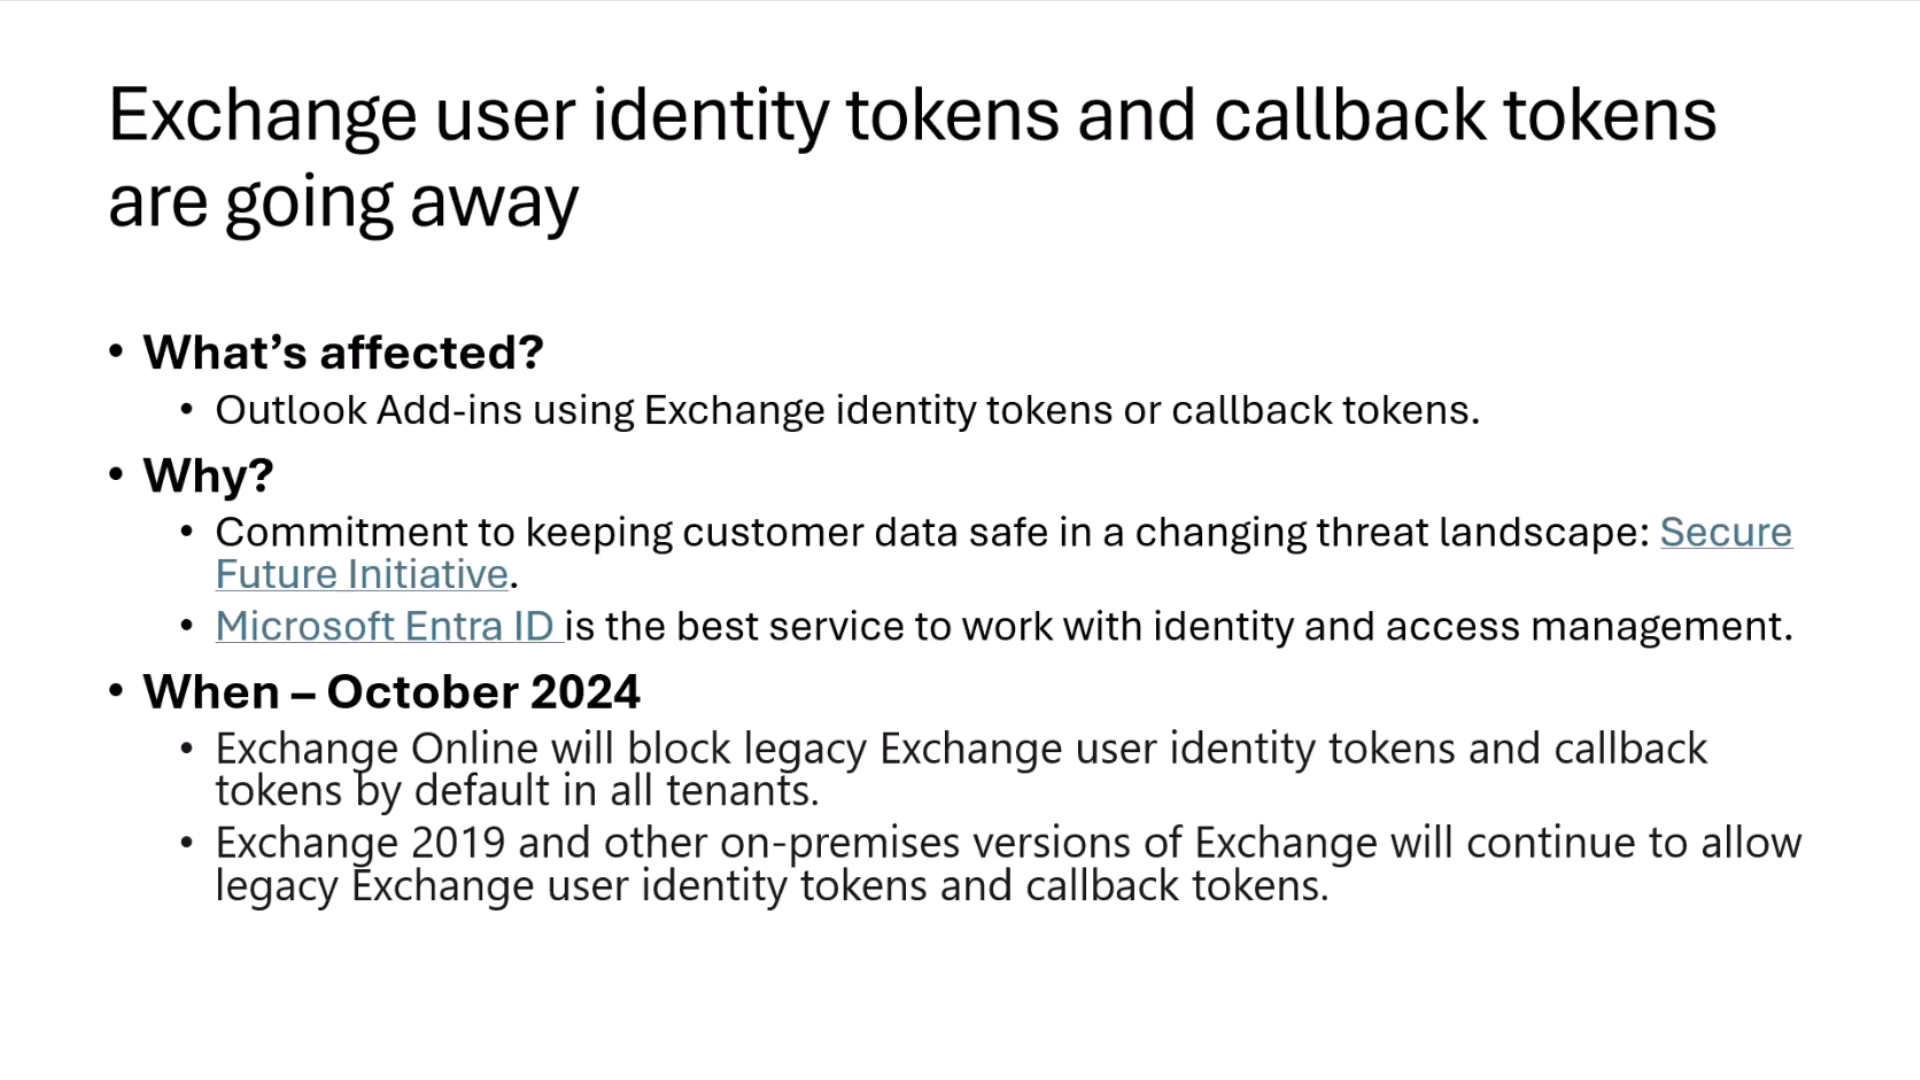 Exchange user identity tokens and callback tokens
are going away
• What’s affected?
• Outlook Add-ins using Exchange identity tokens or callback tokens.
• Why?
• Commitment to keeping customer data safe in a changing threat landscape: Secure
Future Initiative.
• Microsoft Entra ID is the best service to work with identity and access management.
• When – October 2024
• Exchange Online will block legacy Exchange user identity tokens and callback
tokens by default in all tenants.
• Exchange 2019 and other on-premises versions of Exchange will continue to allow
legacy Exchange user identity tokens and callback tokens.